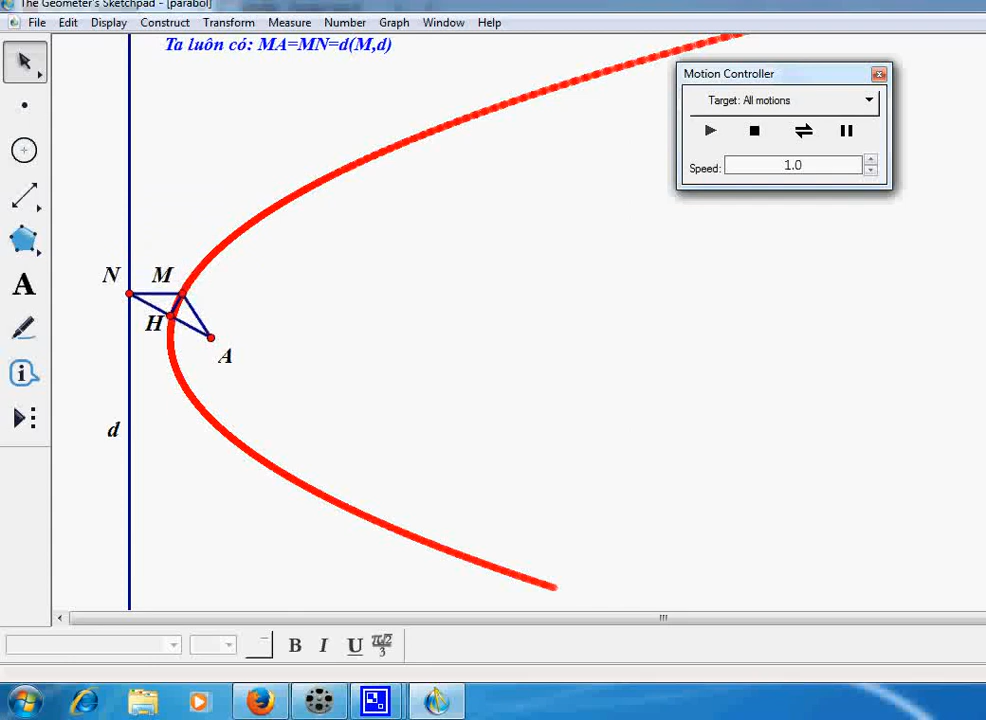 The Geometer's Sketchpad - [parabol]
File Edit Display Construct Transform Measure Number Graph Window Help
Ta luôn có: MA=MN=d(M,d)
Motion Controller
Target: All motions
Speed: 1.0
N M
H
A
d
A
B I U